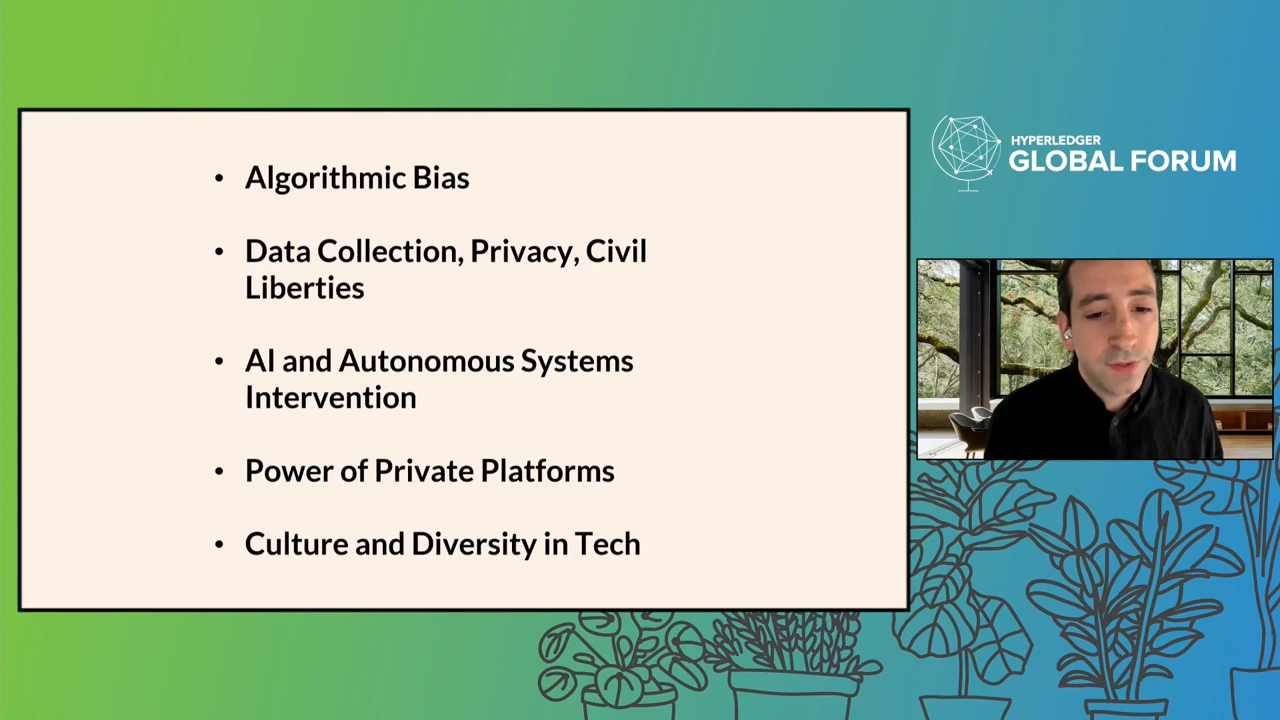 • Algorithmic Bias
• Data Collection, Privacy, Civil
Liberties
• AI and Autonomous Systems
Intervention
• Power of Private Platforms
• Culture and Diversity in Tech
HYPERLEDGER
GLOBAL FORUM